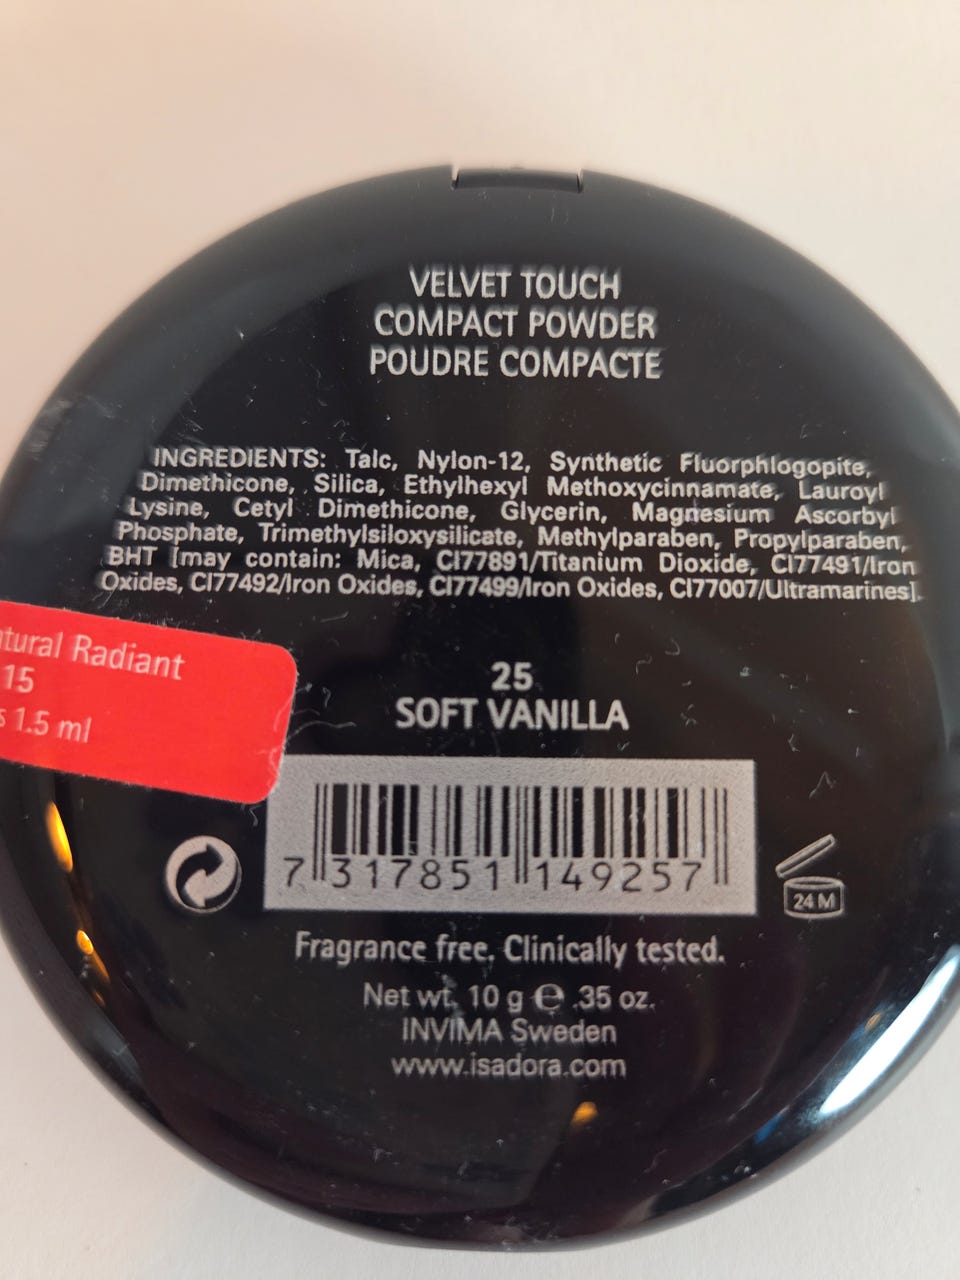 VELVET TOUCH
COMPACT POWDER
POUDRE COMPACTE
INGREDIENTS: Talc, Nylon-12, Synthetic Fluorphlogopite,
Dimethicone, Silica, Ethylhexyl Methoxycinnamate, Lauroyl
Lysine, Cetyl Dimethicone, Glycerin, Magnesium Ascorbyl
Phosphate, Trimethylsiloxysilicate, Methylparaben, Propylparaben,
BHT [may contain: Mica, CI77891/Titanium Dioxide, CI77491/Iron
Oxides, CI77492/Iron Oxides, CI77499/Iron Oxides, CI77007/Ultramarines].
Radiant
15
1.5 ml
25
SOFT VANILLA
7 317851 149257
24 M
Fragrance free. Clinically tested.
Net wt. 10 g ℮ .35 oz.
INVIMA Sweden
www.isadora.com